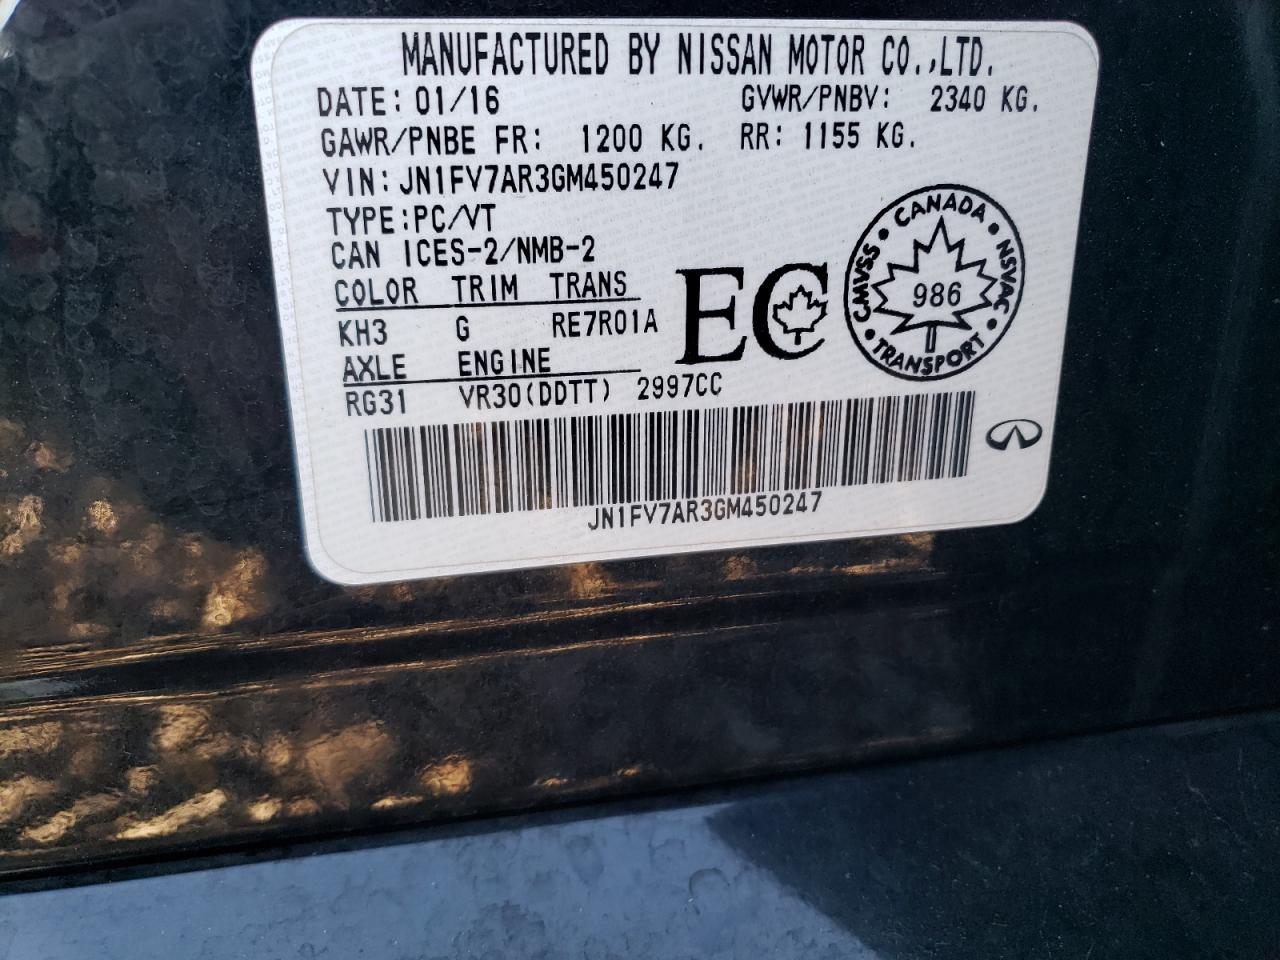 MANUFACTURED BY NISSAN MOTOR CO.,LTD.
DATE: 01/16 GVWR/PNBV: 2340 KG.
GAWR/PNBE FR: 1200 KG. RR: 1155 KG.
VIN: JN1FV7AR3GM450247
TYPE:PC/VT
CAN ICES-2/NMB-2
COLOR TRIM TRANS
KH3 G RE7R01A
AXLE ENGINE
RG31 VR30(DDTT) 2997CC
EC
CANADA • NSVAC • TRANSPORT • CMVSS •
986
JN1FV7AR3GM450247